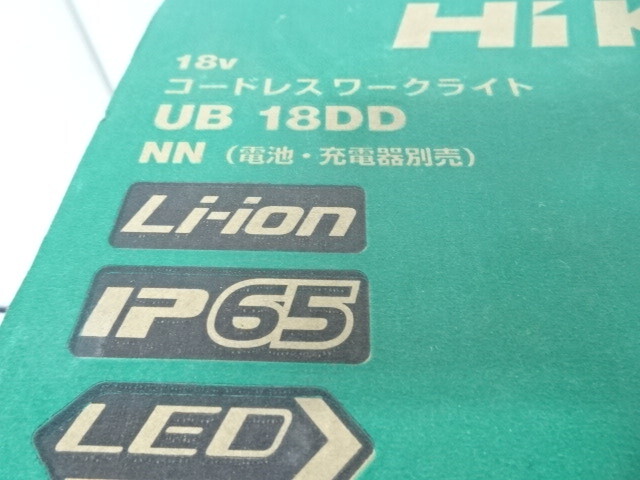 HiK
18v
コードレスワークライト
UB 18DD
NN（電池・充電器別売）
Li-ion
IP65
LED